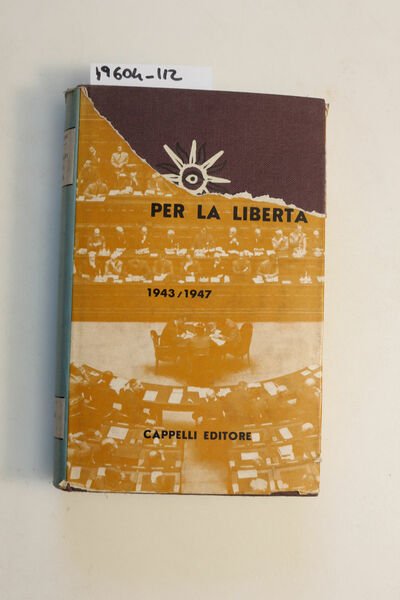 19604-112
PER LA LIBERTA
1943/1947
CAPPELLI EDITORE